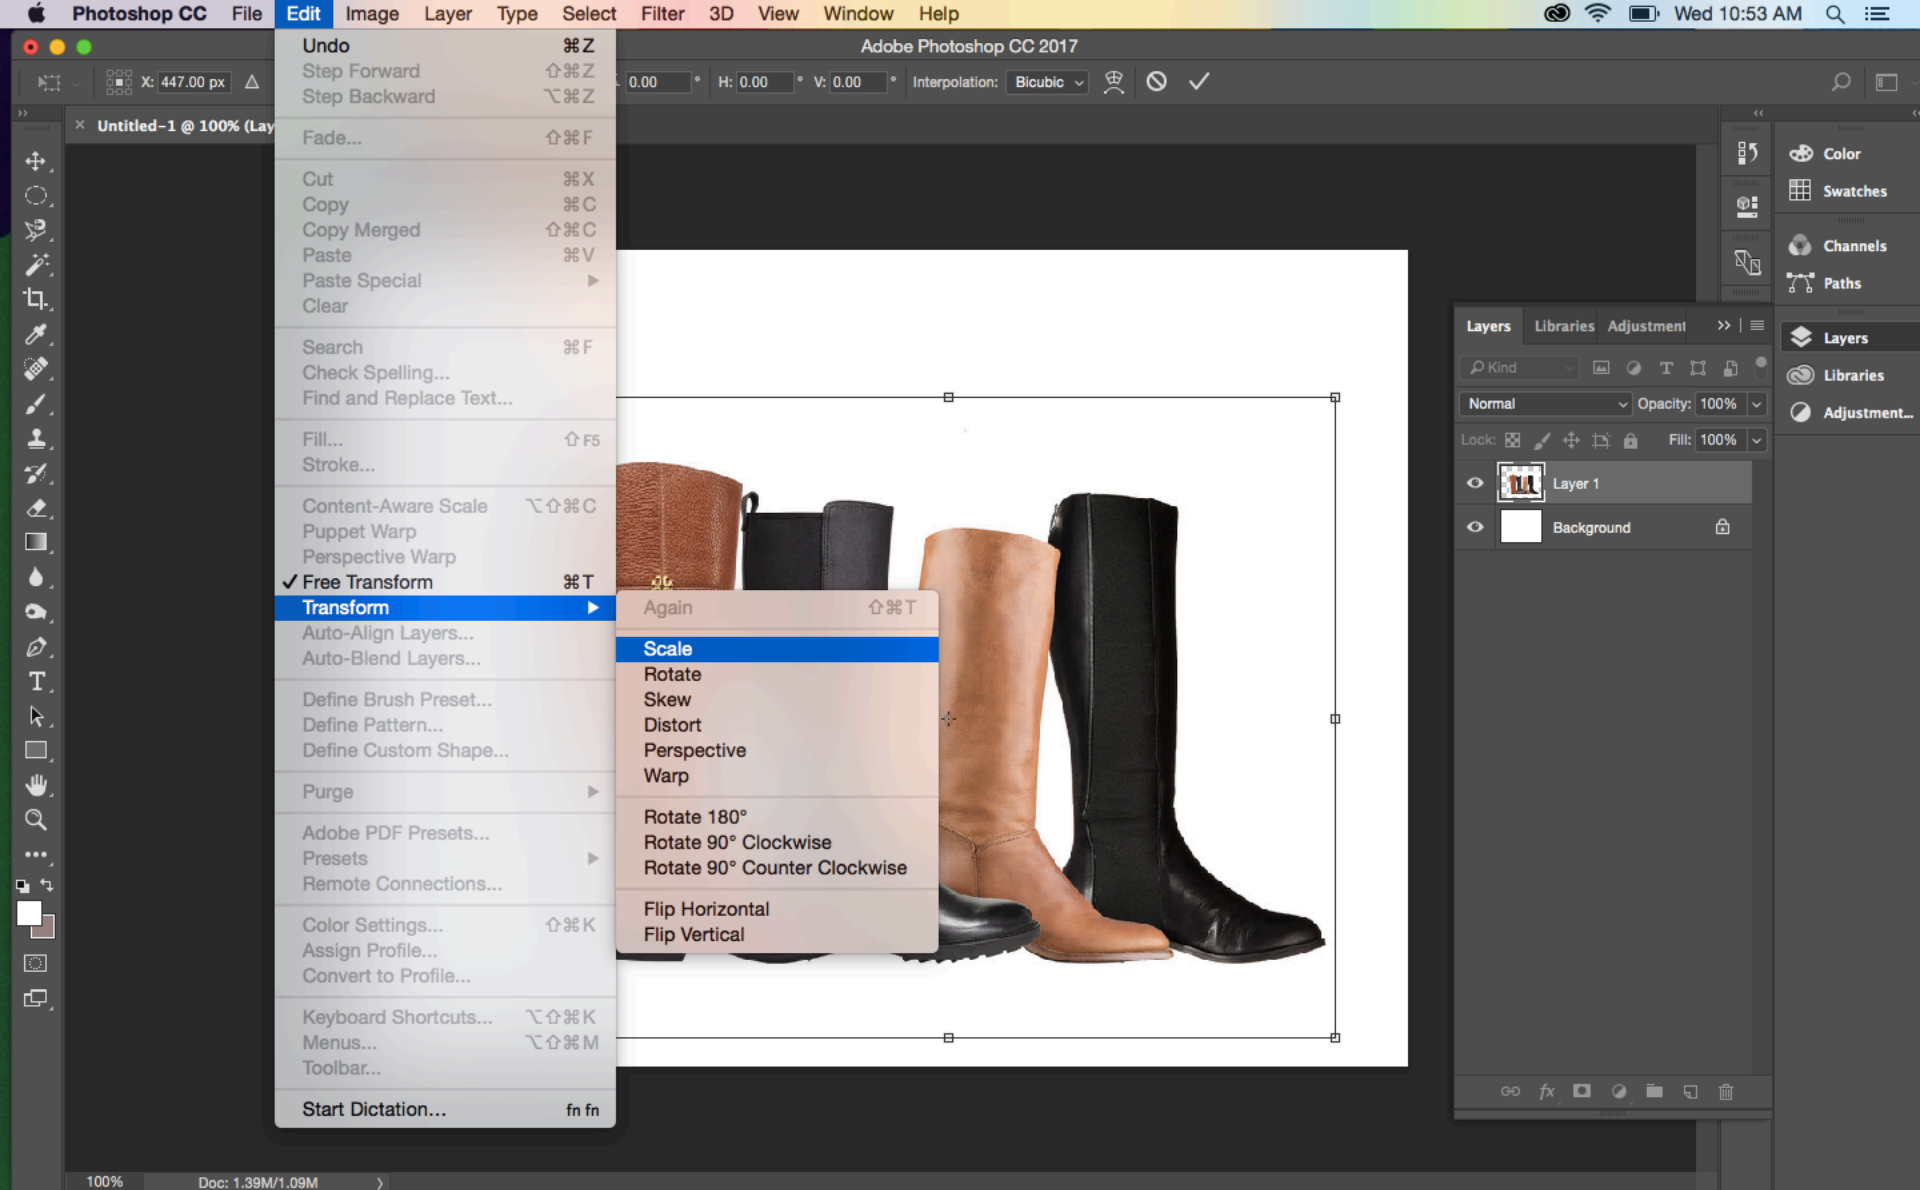 Photoshop CC File Edit Image Layer Type Select Filter 3D View Window Help Wed 10:53 AM
Adobe Photoshop CC 2017
X: 447.00 px 0.00 ° H: 0.00 ° V: 0.00 ° Interpolation: Bicubic
Untitled-1 @ 100% (Lay
Undo ⌘Z
Step Forward ⇧⌘Z
Step Backward ⌥⌘Z
Fade... ⇧⌘F
Cut ⌘X
Copy ⌘C
Copy Merged ⇧⌘C
Paste ⌘V
Paste Special
Clear
Search ⌘F
Check Spelling...
Find and Replace Text...
Fill... ⇧F5
Stroke...
Content-Aware Scale ⌥⇧⌘C
Puppet Warp
Perspective Warp
✓ Free Transform ⌘T
Transform
Auto-Align Layers...
Auto-Blend Layers...
Define Brush Preset...
Define Pattern...
Define Custom Shape...
Purge
Adobe PDF Presets...
Presets
Remote Connections...
Color Settings... ⇧⌘K
Assign Profile...
Convert to Profile...
Keyboard Shortcuts... ⌥⇧⌘K
Menus... ⌥⇧⌘M
Toolbar...
Start Dictation... fn fn
Again ⇧⌘T
Scale
Rotate
Skew
Distort
Perspective
Warp
Rotate 180°
Rotate 90° Clockwise
Rotate 90° Counter Clockwise
Flip Horizontal
Flip Vertical
Layers Libraries Adjustment
Kind
Normal Opacity: 100%
Lock: Fill: 100%
Layer 1
Background
fx
Color
Swatches
Channels
Paths
Layers
Libraries
Adjustment...
100% Doc: 1.39M/1.09M